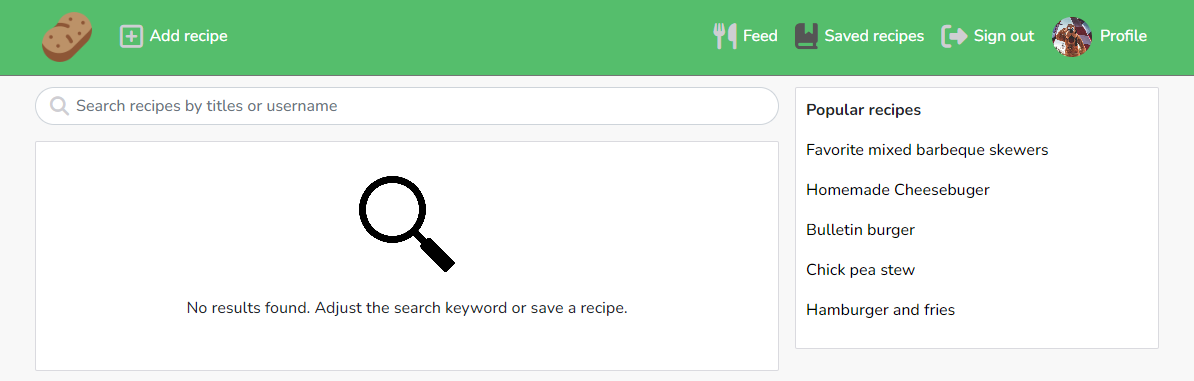 Add recipe
Feed
Saved recipes
Sign out
Profile
Search recipes by titles or username
No results found. Adjust the search keyword or save a recipe.
Popular recipes
Favorite mixed barbeque skewers
Homemade Cheesebuger
Bulletin burger
Chick pea stew
Hamburger and fries